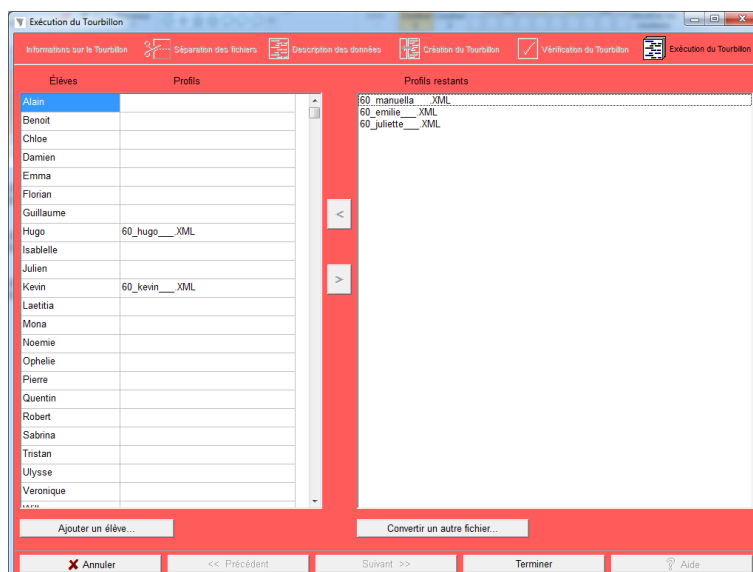 Exécution du Tourbillon
Informations sur le Tourbillon Séparation des fichiers Description des données Création du Tourbillon Vérification du Tourbillon Exécution du Tourbillon
Élèves Profils Profils restants
Alain
Benoit
Chloe
Damien
Emma
Florian
Guillaume
Hugo 60_hugo___.XML
Isablelle
Julien
Kevin 60_kevin___.XML
Laetitia
Mona
Noemie
Ophelie
Pierre
Quentin
Robert
Sabrina
Tristan
Ulysse
Veronique
60_manuella___.XML
60_emilie___.XML
60_juliette___.XML
<
>
Ajouter un élève... Convertir un autre fichier...
Annuler << Précédent Suivant >> Terminer Aide